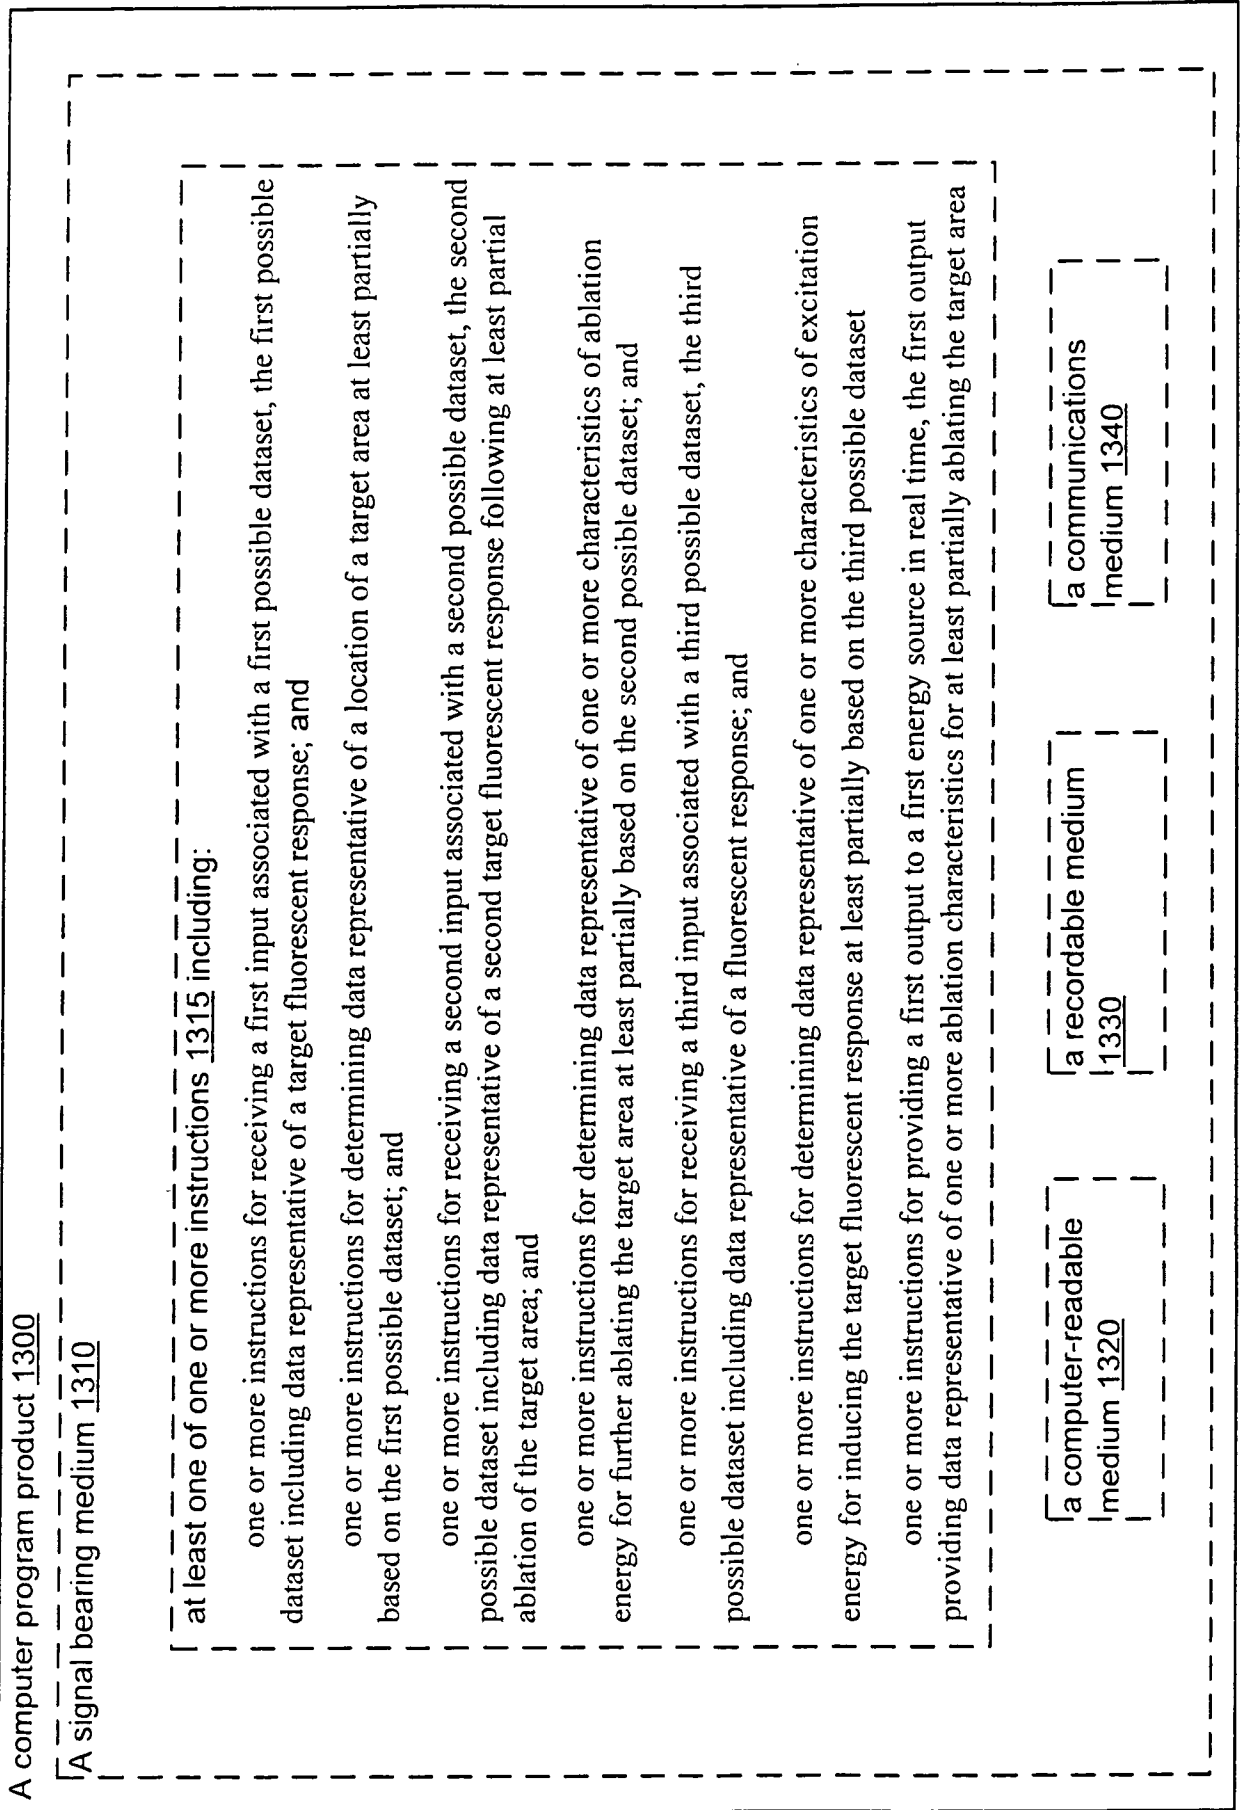 A computer program product 1300
A signal bearing medium 1310
at least one of one or more instructions 1315 including:
one or more instructions for receiving a first input associated with a first possible dataset, the first possible
dataset including data representative of a target fluorescent response; and
one or more instructions for determining data representative of a location of a target area at least partially
based on the first possible dataset; and
one or more instructions for receiving a second input associated with a second possible dataset, the second
possible dataset including data representative of a second target fluorescent response following at least partial
ablation of the target area; and
one or more instructions for determining data representative of one or more characteristics of ablation
energy for further ablating the target area at least partially based on the second possible dataset; and
one or more instructions for receiving a third input associated with a third possible dataset, the third
possible dataset including data representative of a fluorescent response; and
one or more instructions for determining data representative of one or more characteristics of excitation
energy for inducing the target fluorescent response at least partially based on the third possible dataset
one or more instructions for providing a first output to a first energy source in real time, the first output
providing data representative of one or more ablation characteristics for at least partially ablating the target area
a computer-readable
medium 1320
a recordable medium
1330
a communications
medium 1340